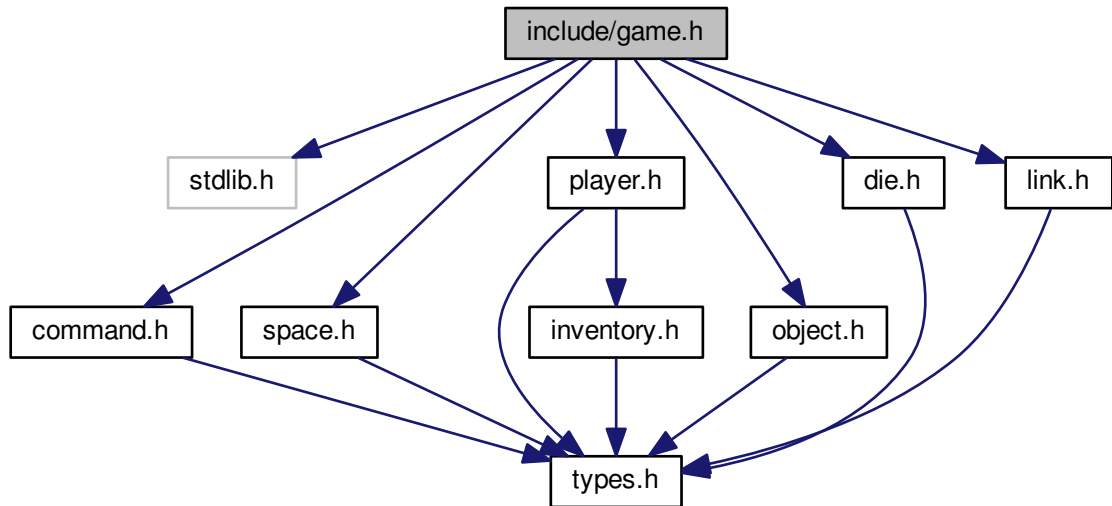 include/game.h
stdlib.h
player.h
die.h
link.h
command.h
space.h
inventory.h
object.h
types.h